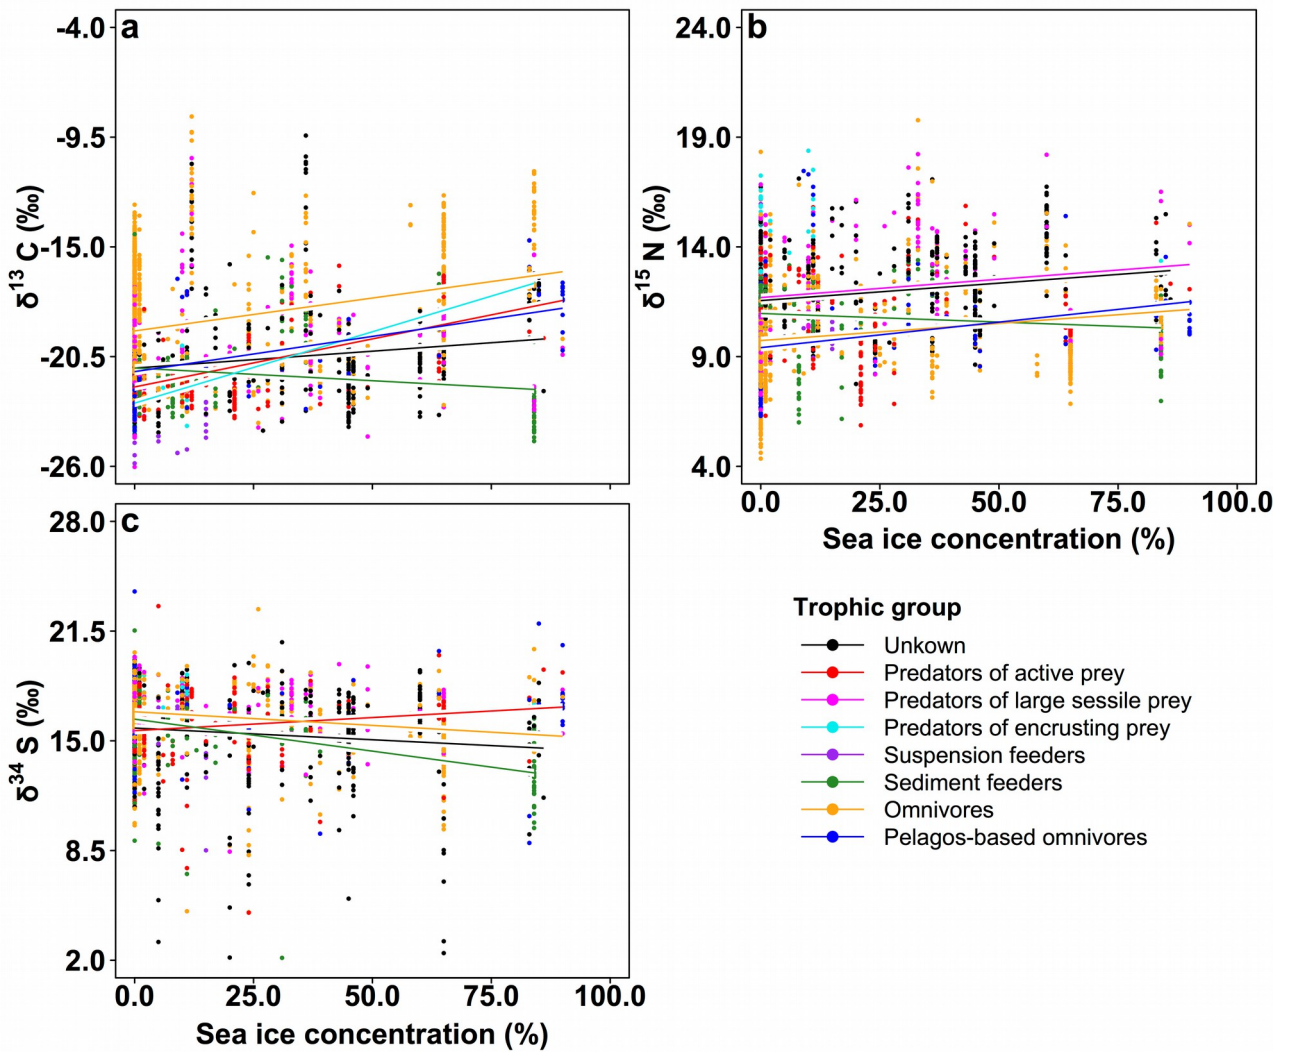 a
-4.0
-9.5
-15.0
-20.5
-26.0
δ13 C (‰)
b
24.0
19.0
14.0
9.0
4.0
δ15 N (‰)
0.0 25.0 50.0 75.0 100.0
Sea ice concentration (%)
c
28.0
21.5
15.0
8.5
2.0
δ34 S (‰)
0.0 25.0 50.0 75.0 100.0
Sea ice concentration (%)
Trophic group
Unkown
Predators of active prey
Predators of large sessile prey
Predators of encrusting prey
Suspension feeders
Sediment feeders
Omnivores
Pelagos-based omnivores